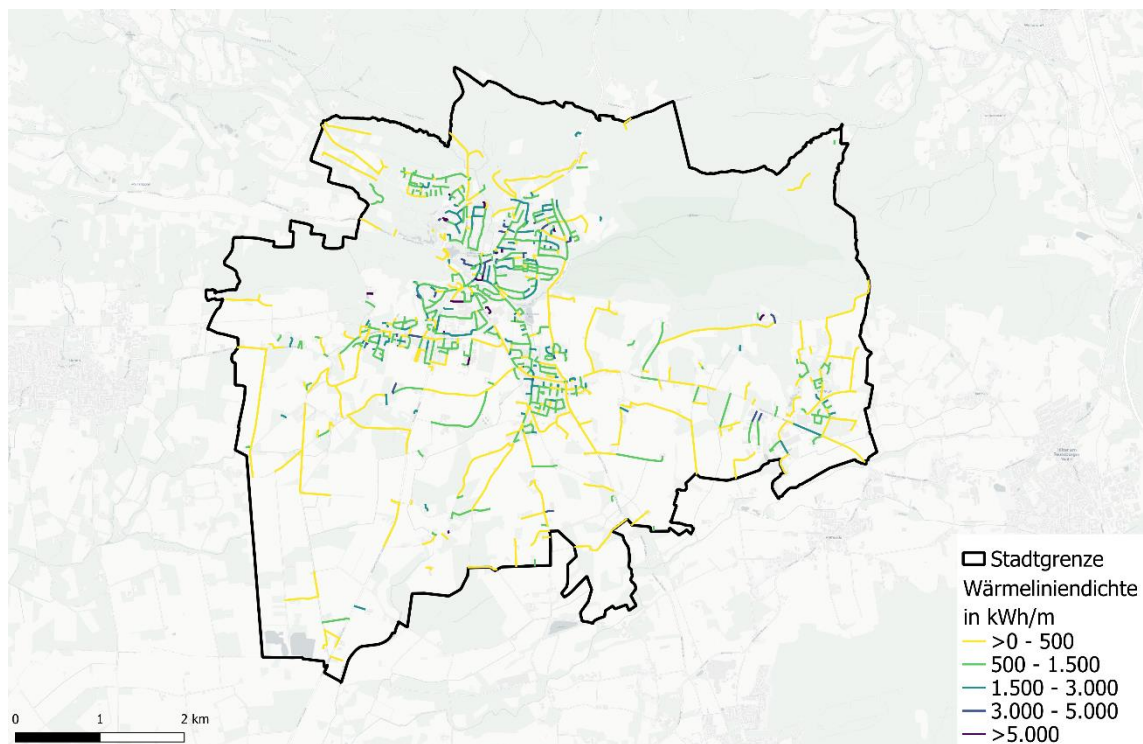 Stadtgrenze
Wärmeliniendichte
in kWh/m
>0 - 500
500 - 1.500
1.500 - 3.000
3.000 - 5.000
>5.000
0 1 2 km